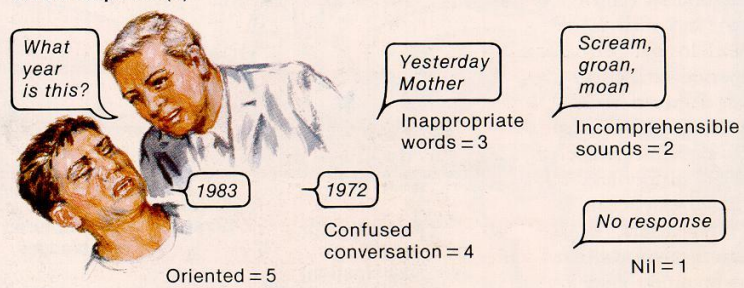 What
year
is this?
Yesterday
Mother
Inappropriate
words = 3
Scream,
groan,
moan
Incomprehensible
sounds = 2
1983
Oriented = 5
1972
Confused
conversation = 4
No response
Nil = 1